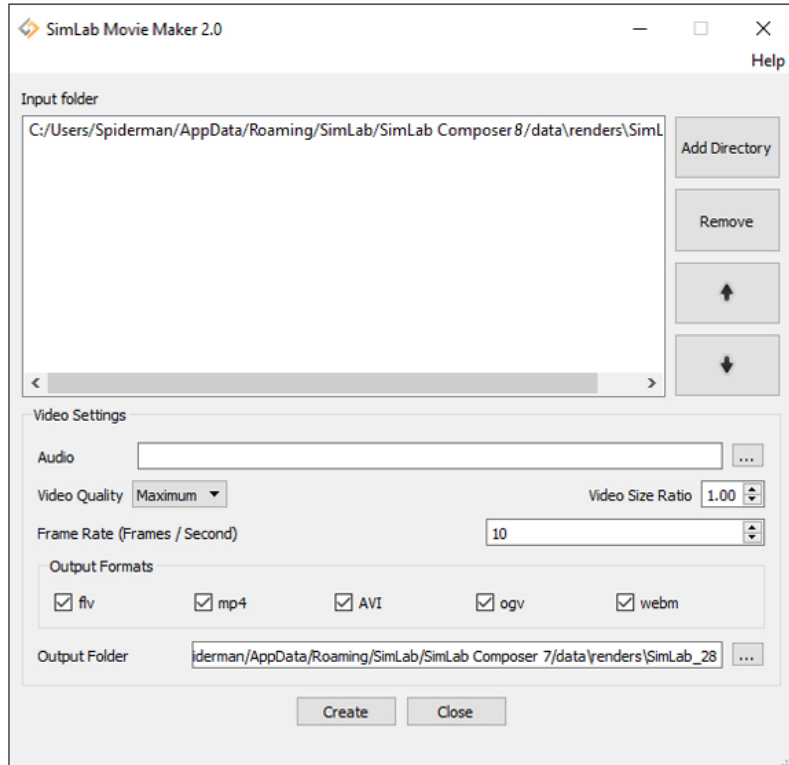 SimLab Movie Maker 2.0
Help
Input folder
C:/Users/Spiderman/AppData/Roaming/SimLab/SimLab Composer 8/data\renders\SimL
Add Directory
Remove
Video Settings
Audio ...
Video Quality Maximum Video Size Ratio 1.00
Frame Rate (Frames / Second) 10
Output Formats
flv mp4 AVI ogv webm
Output Folder iderman/AppData/Roaming/SimLab/SimLab Composer 7/data\renders\SimLab_28 ...
Create Close